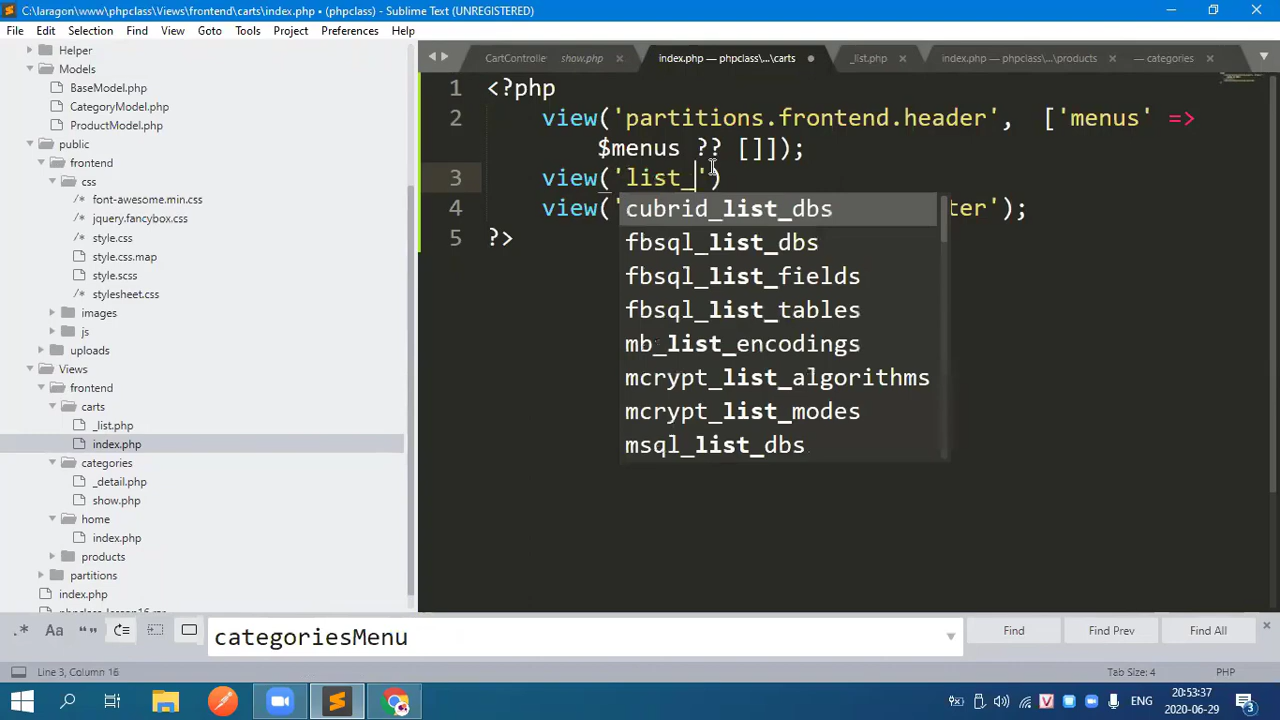 C:\laragon\www\phpclass\Views\frontend\carts\index.php • (phpclass) - Sublime Text (UNREGISTERED)
File Edit Selection Find View Goto Tools Project Preferences Help
Helper
Models
BaseModel.php
CategoryModel.php
ProductModel.php
public
frontend
css
font-awesome.min.css
jquery.fancybox.css
style.css
style.css.map
style.scss
stylesheet.css
images
js
uploads
Views
frontend
carts
_list.php
index.php
categories
_detail.php
show.php
home
index.php
products
partitions
index.php
phpclass-lesson16.rar
CartControlle show.php index.php — phpclass\...\carts _list.php index.php — phpclass\...\products — categories
1 <?php
2 view('partitions.frontend.header', ['menus' =>
$menus ?? []]);
3 view('list_')
4 view(' ter');
5 ?>
cubrid_list_dbs
fbsql_list_dbs
fbsql_list_fields
fbsql_list_tables
mb_list_encodings
mcrypt_list_algorithms
mcrypt_list_modes
msql_list_dbs
.* Aa “” categoriesMenu Find Find Prev Find All
Line 3, Column 16 Tab Size: 4 PHP
ENG 20:53:37
2020-06-29 3